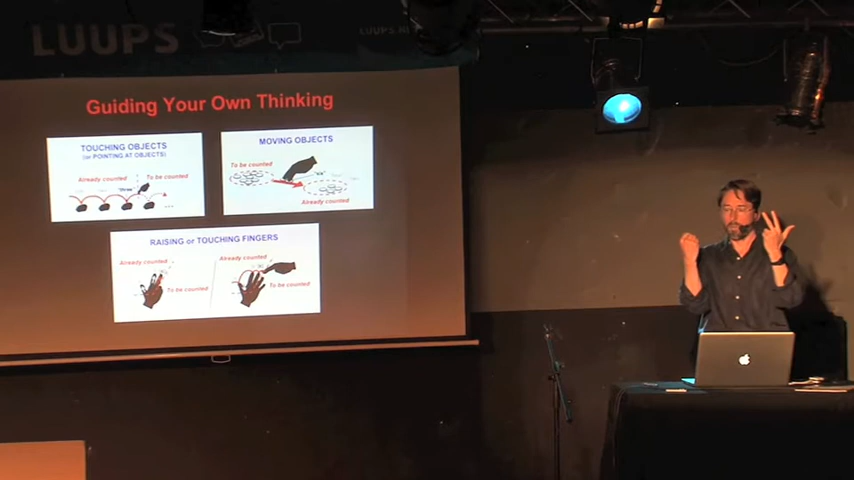 LUUPS
LUUPS
Guiding Your Own Thinking
TOUCHING OBJECTS
(or POINTING AT OBJECTS)
Already counted
To be counted
MOVING OBJECTS
To be counted
Already counted
RAISING or TOUCHING FINGERS
Already counted
To be counted
Already counted
To be counted